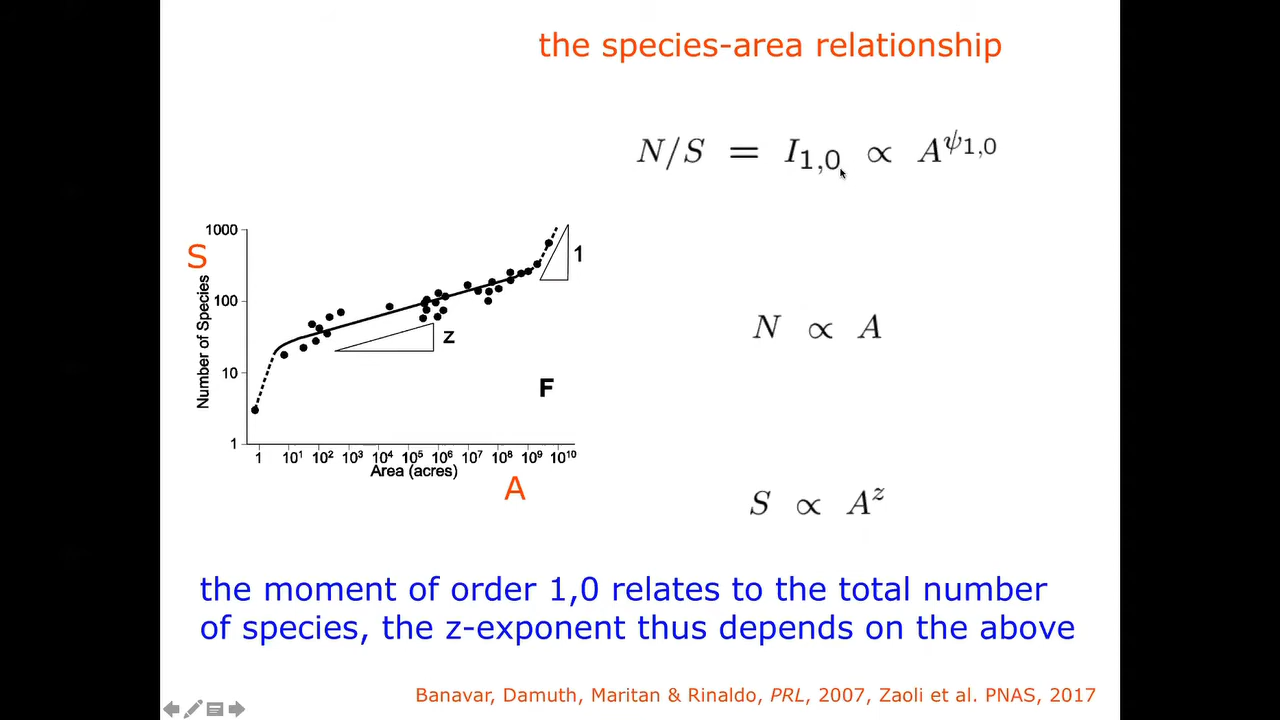 the species-area relationship
N/S = I₁,₀ ∝ A^ψ₁,₀
S
Number of Species
1000
100
10
1
1
z
F
1 10¹ 10² 10³ 10⁴ 10⁵ 10⁶ 10⁷ 10⁸ 10⁹ 10¹⁰
Area (acres)
A
N ∝ A
S ∝ A^z
the moment of order 1,0 relates to the total number
of species, the z-exponent thus depends on the above
Banavar, Damuth, Maritan & Rinaldo, PRL, 2007, Zaoli et al. PNAS, 2017